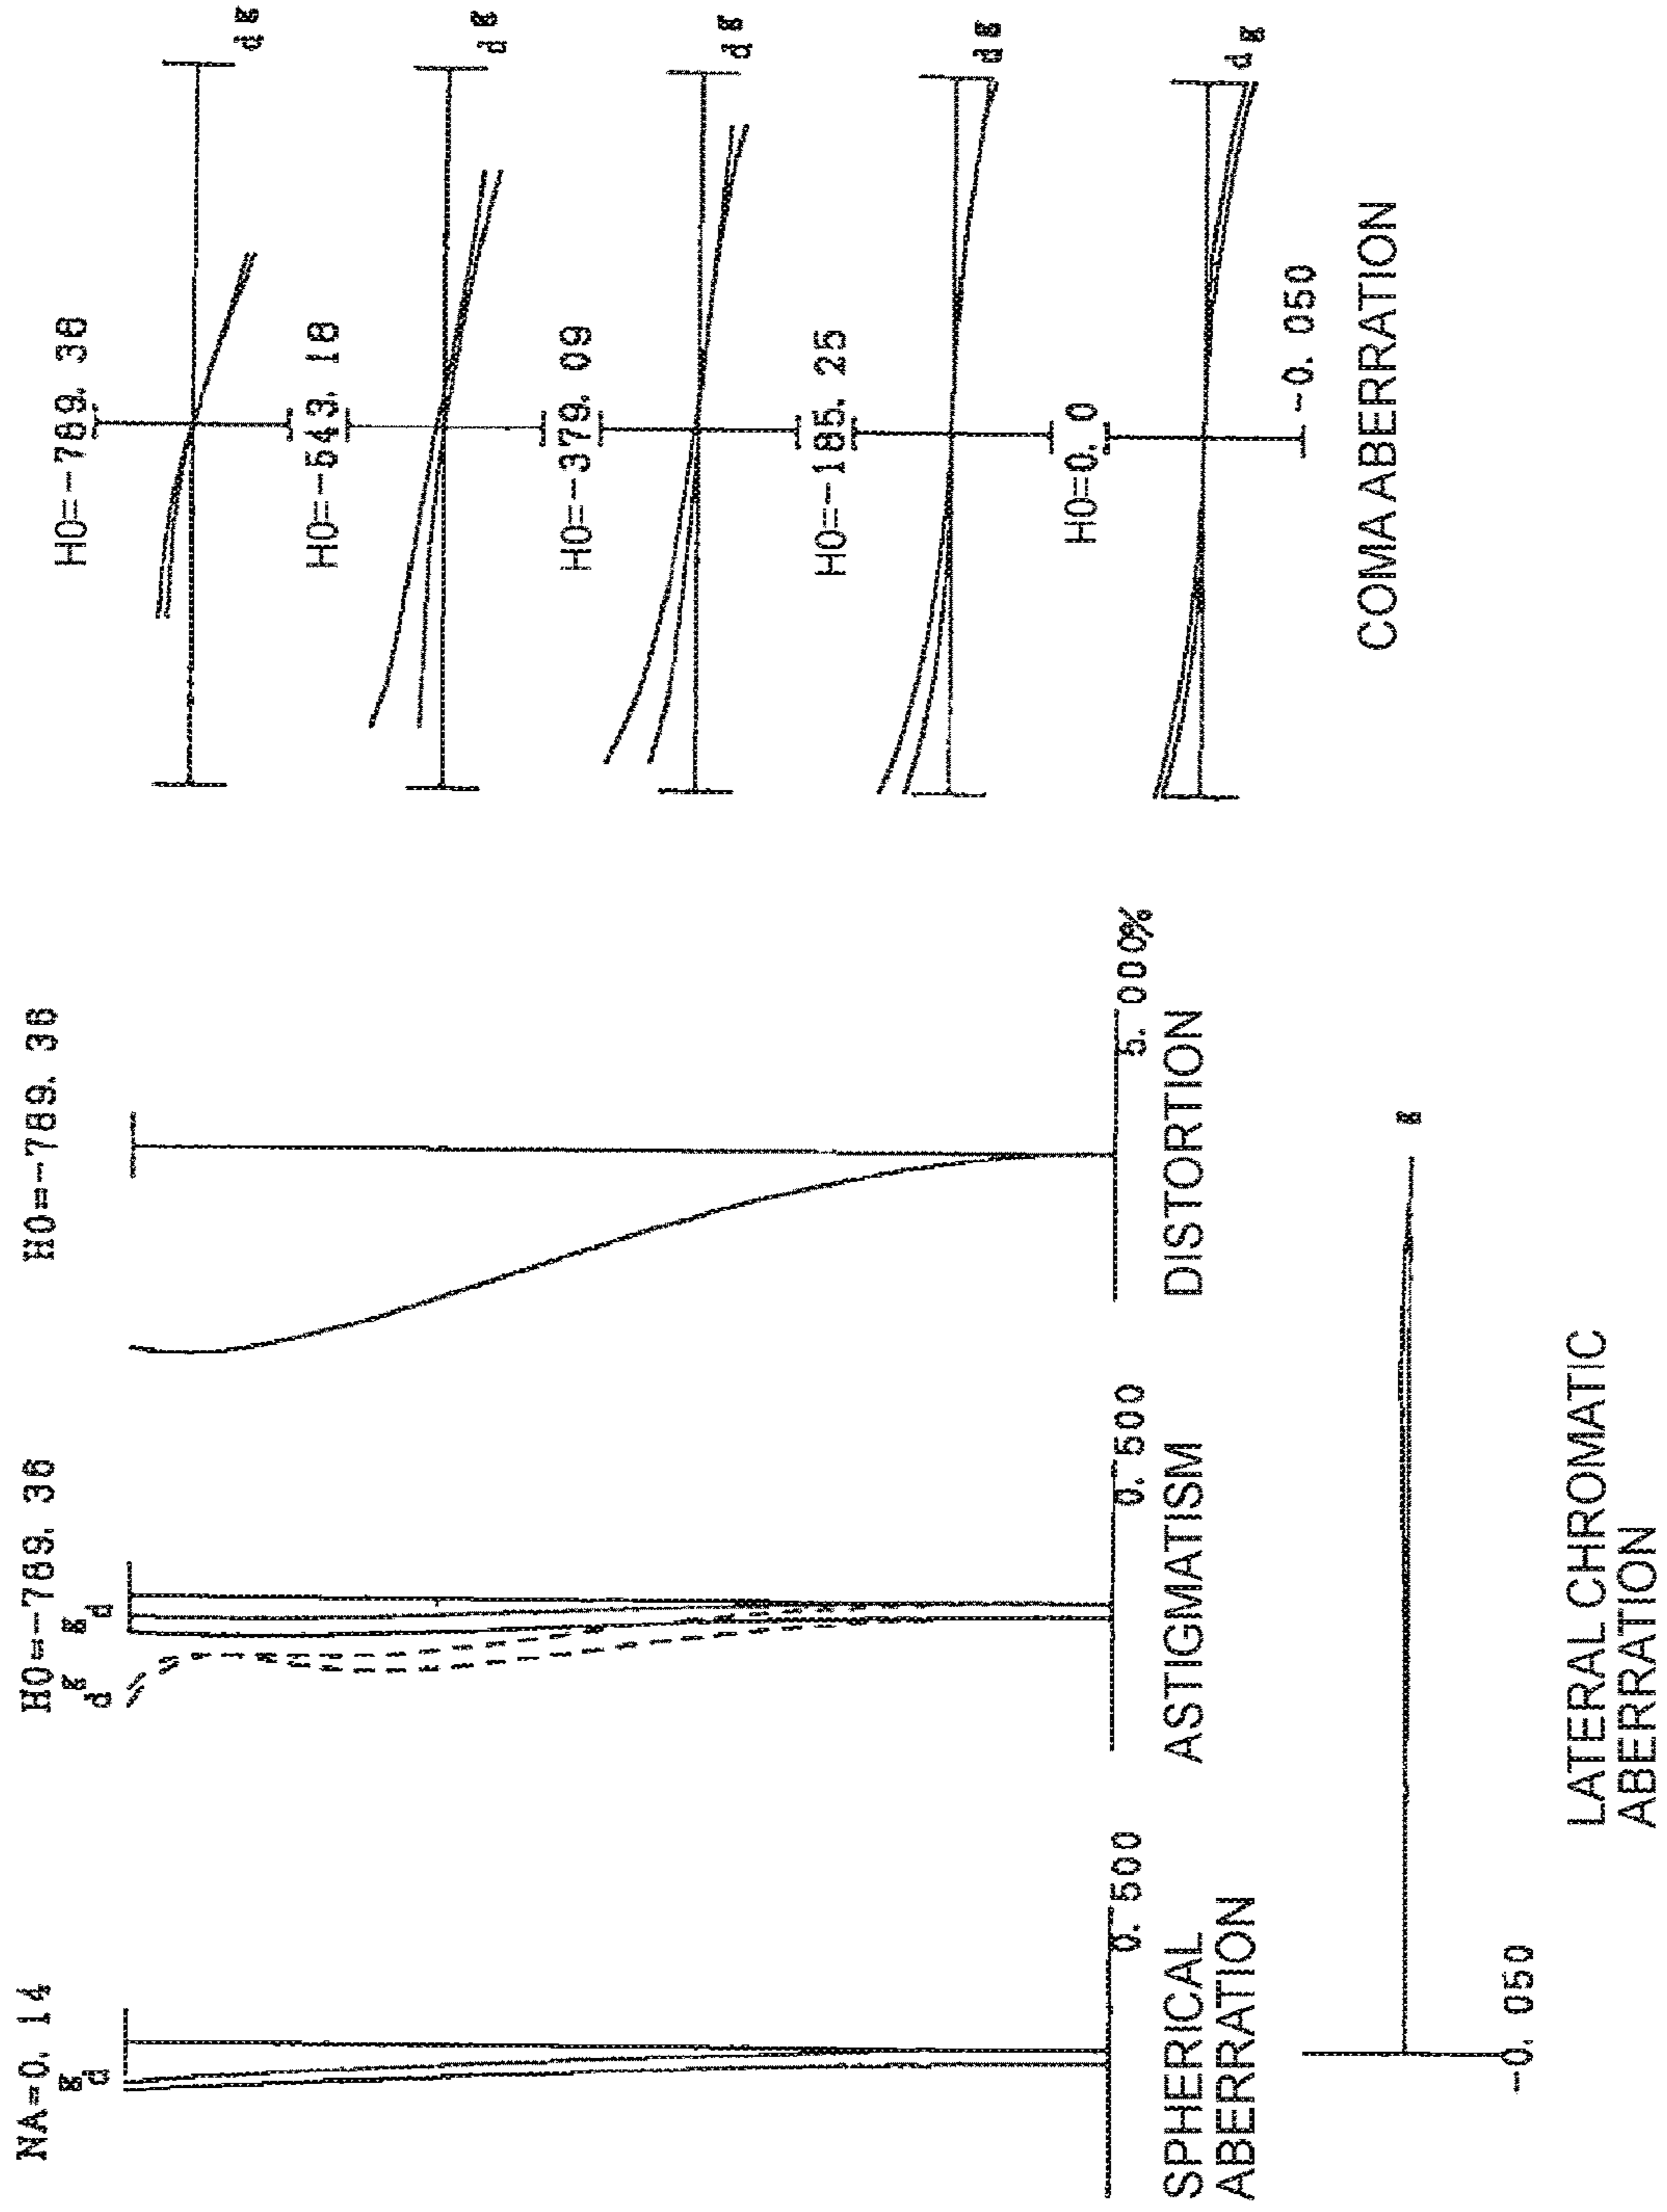 NA=0. 14
g
d
0. 500
SPHERICAL
ABERRATION
H0=-789. 36
g
d
g
d
0. 500
ASTIGMATISM
H0=-789. 36
5. 000%
DISTORTION
-0. 050
g
LATERAL CHROMATIC
ABERRATION
H0=-789. 36
d g
H0=-543. 18
d g
H0=-379. 09
d g
H0=-185. 25
d g
H0=0. 0
d g
-0. 050
COMA ABERRATION